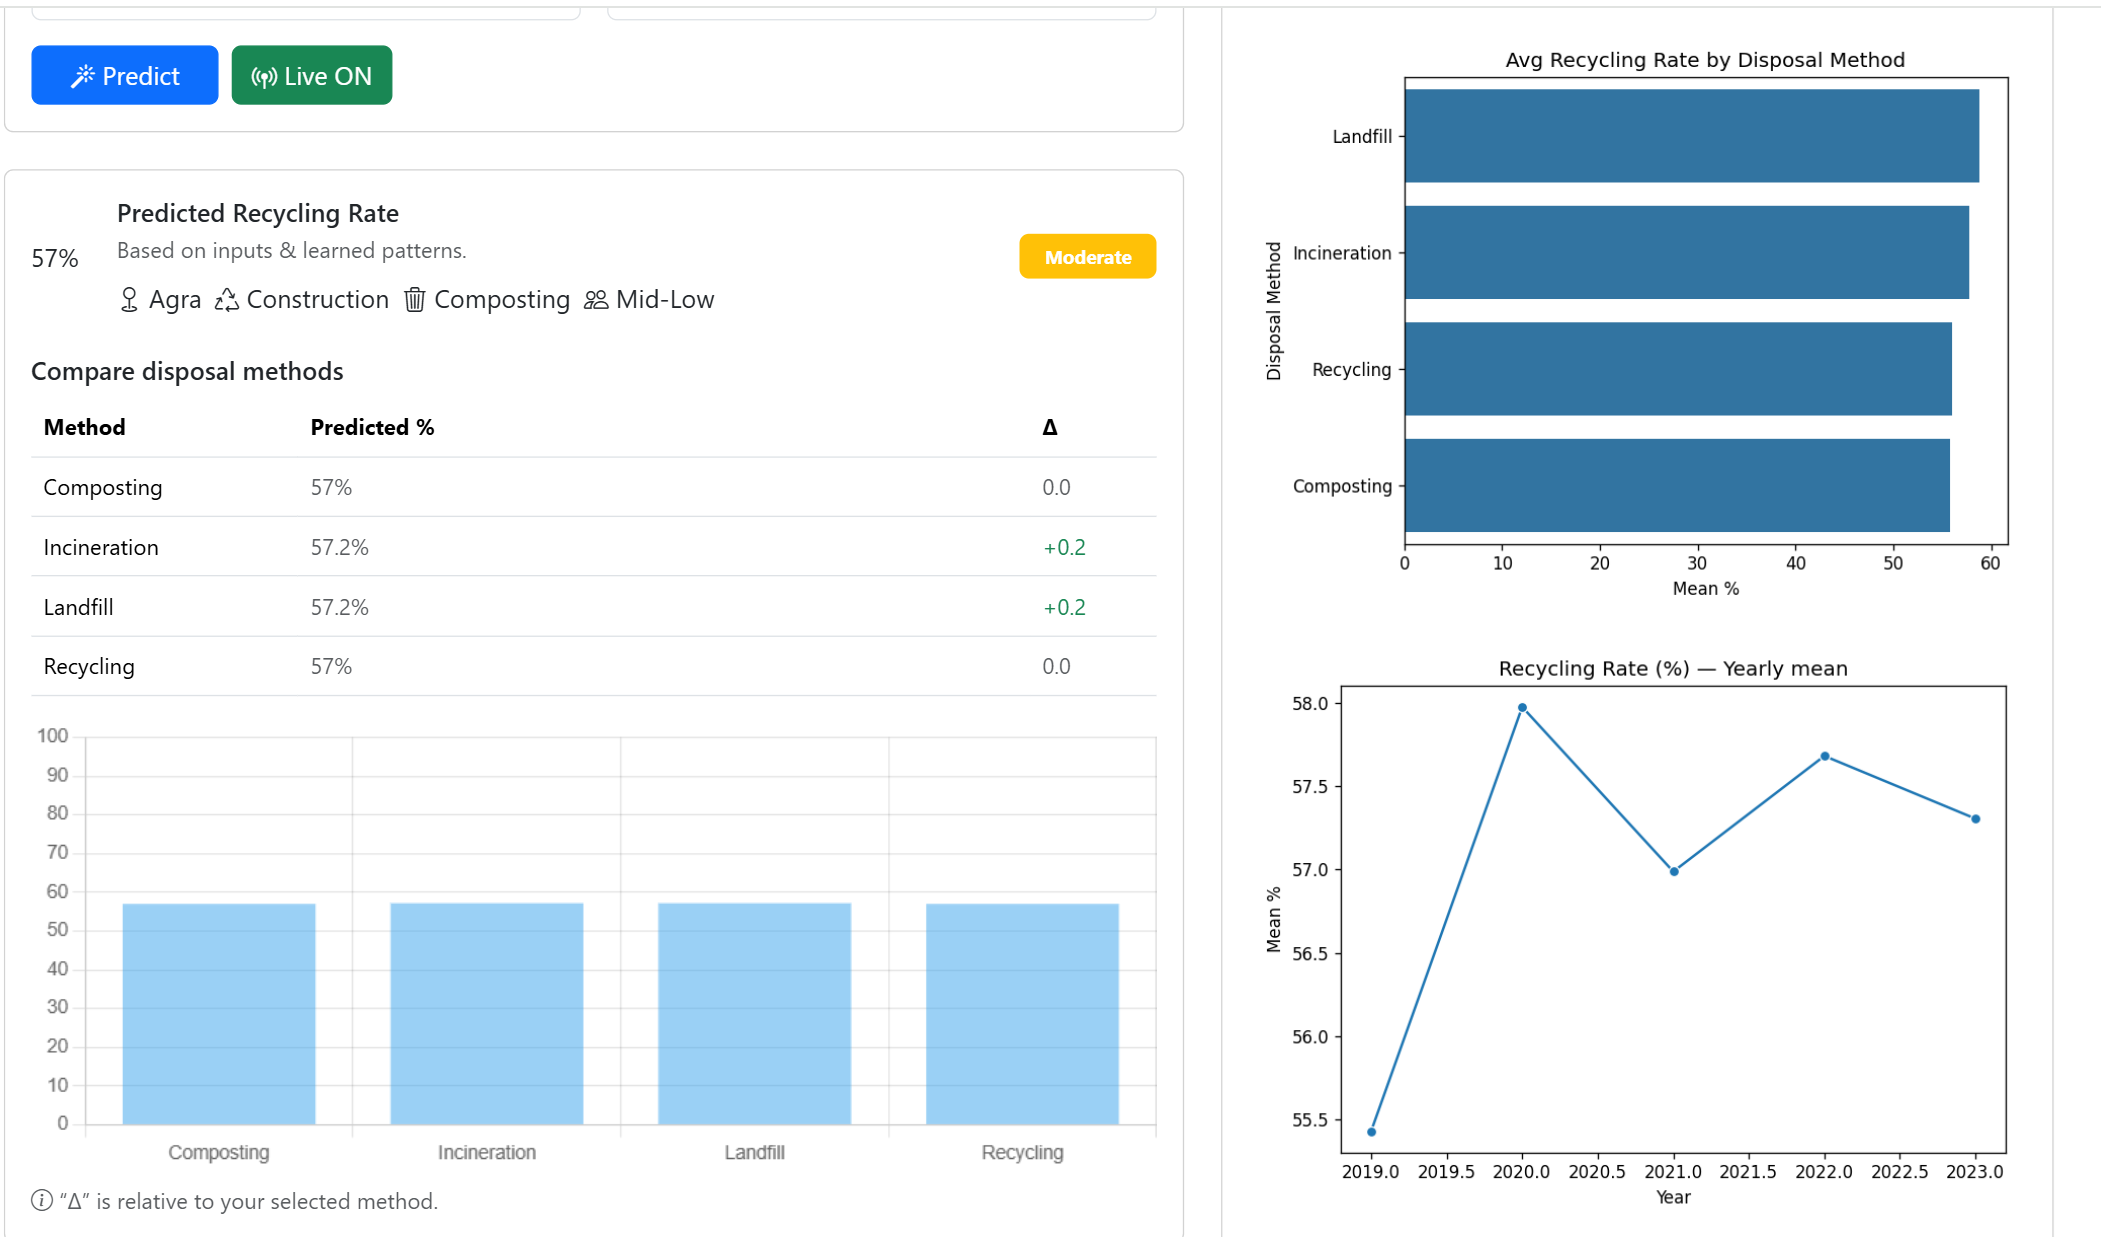 Predict
Live ON
57%
Predicted Recycling Rate
Based on inputs & learned patterns.
Agra Construction Composting Mid-Low
Moderate
Compare disposal methods
Method Predicted % Δ
Composting 57% 0.0
Incineration 57.2% +0.2
Landfill 57.2% +0.2
Recycling 57% 0.0
100
90
80
70
60
50
40
30
20
10
0
Composting Incineration Landfill Recycling
“Δ” is relative to your selected method.
Avg Recycling Rate by Disposal Method
Disposal Method
Landfill
Incineration
Recycling
Composting
0 10 20 30 40 50 60
Mean %
Recycling Rate (%) — Yearly mean
Mean %
58.0
57.5
57.0
56.5
56.0
55.5
2019.0 2019.5 2020.0 2020.5 2021.0 2021.5 2022.0 2022.5 2023.0
Year